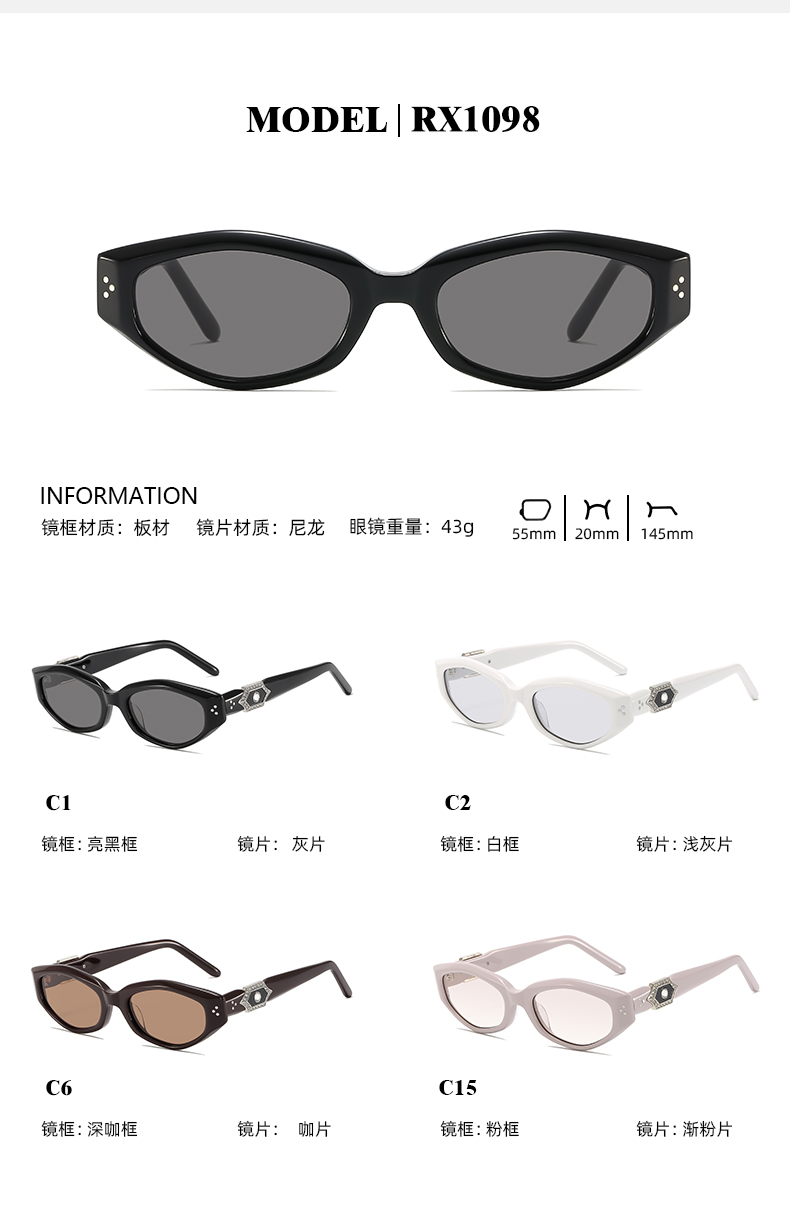 MODEL | RX1098
INFORMATION
镜框材质：板材 镜片材质：尼龙 眼镜重量：43g
55mm 20mm 145mm
C1 C2
镜框：亮黑框 镜片：灰片 镜框：白框 镜片：浅灰片
C6 C15
镜框：深咖框 镜片：咖片 镜框：粉框 镜片：渐粉片